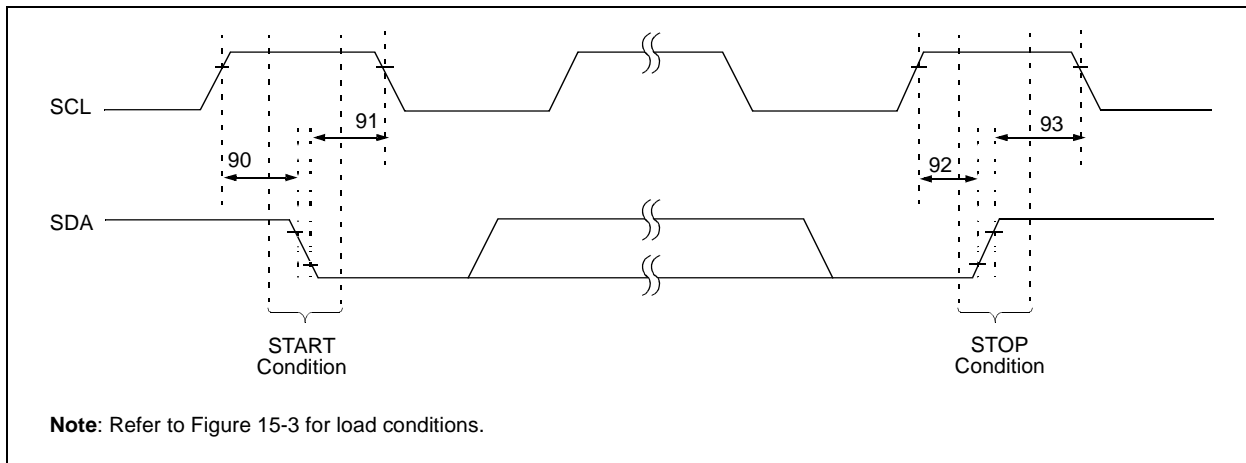 SCL
91
93
90
92
SDA
START
Condition
STOP
Condition
Note: Refer to Figure 15-3 for load conditions.